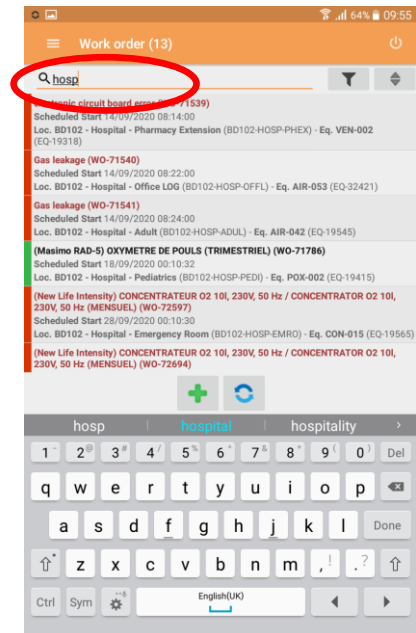 64% 09:55
Work order (13)
hosp
Electronic circuit board error (WO-71539)
Scheduled Start 14/09/2020 08:14:00
Loc. BD102 - Hospital - Pharmacy Extension (BD102-HOSP-PHEX) - Eq. VEN-002
(EQ-19318)
Gas leakage (WO-71540)
Scheduled Start 14/09/2020 08:22:00
Loc. BD102 - Hospital - Office LOG (BD102-HOSP-OFFL) - Eq. AIR-053 (EQ-32421)
Gas leakage (WO-71541)
Scheduled Start 14/09/2020 08:24:00
Loc. BD102 - Hospital - Adult (BD102-HOSP-ADUL) - Eq. AIR-042 (EQ-19545)
(Masimo RAD-5) OXYMETRE DE POULS (TRIMESTRIEL) (WO-71786)
Scheduled Start 18/09/2020 00:10:32
Loc. BD102 - Hospital - Pediatrics (BD102-HOSP-PEDI) - Eq. POX-002 (EQ-19415)
(New Life Intensity) CONCENTRATEUR O2 10l, 230V, 50 Hz / CONCENTRATOR O2 10l,
230V, 50 Hz (MENSUEL) (WO-72597)
Scheduled Start 28/09/2020 00:10:30
Loc. BD102 - Hospital - Emergency Room (BD102-HOSP-EMRO) - Eq. CON-015 (EQ-19565)
(New Life Intensity) CONCENTRATEUR O2 10l, 230V, 50 Hz / CONCENTRATOR O2 10l,
230V, 50 Hz (MENSUEL) (WO-72694)
hosp hospital hospitality >
1 2@ 3# 4/ 5% 6^ 7& 8* 9( 0) Del
q w e r t y u i o p
a s d f g h j k l Done
z x c v b n m ,! .?
Ctrl Sym English(UK)